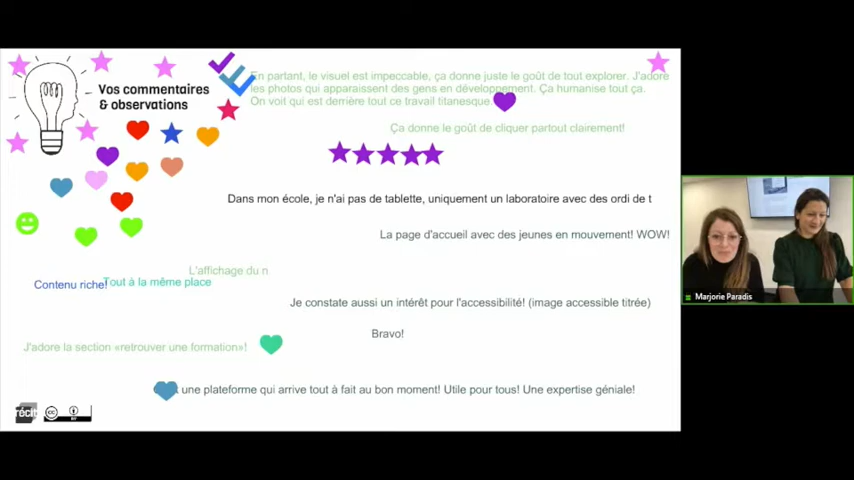 Vos commentaires
& observations
En partant, le visuel est impeccable, ça donne juste le goût de tout explorer. J'adore
les photos qui apparaissent des gens en développement. Ça humanise tout ça.
On voit qui est derrière tout ce travail titanesque.
Ça donne le goût de cliquer partout clairement!
Dans mon école, je n'ai pas de tablette, uniquement un laboratoire avec des ordi de t
La page d'accueil avec des jeunes en mouvement! WOW!
L'affichage du n
Contenu riche!
Tout à la même place
Je constate aussi un intérêt pour l'accessibilité! (image accessible titrée)
Bravo!
J'adore la section «retrouver une formation»!
une plateforme qui arrive tout à fait au bon moment! Utile pour tous! Une expertise géniale!
récit
CC
BY
Marjorie Paradis